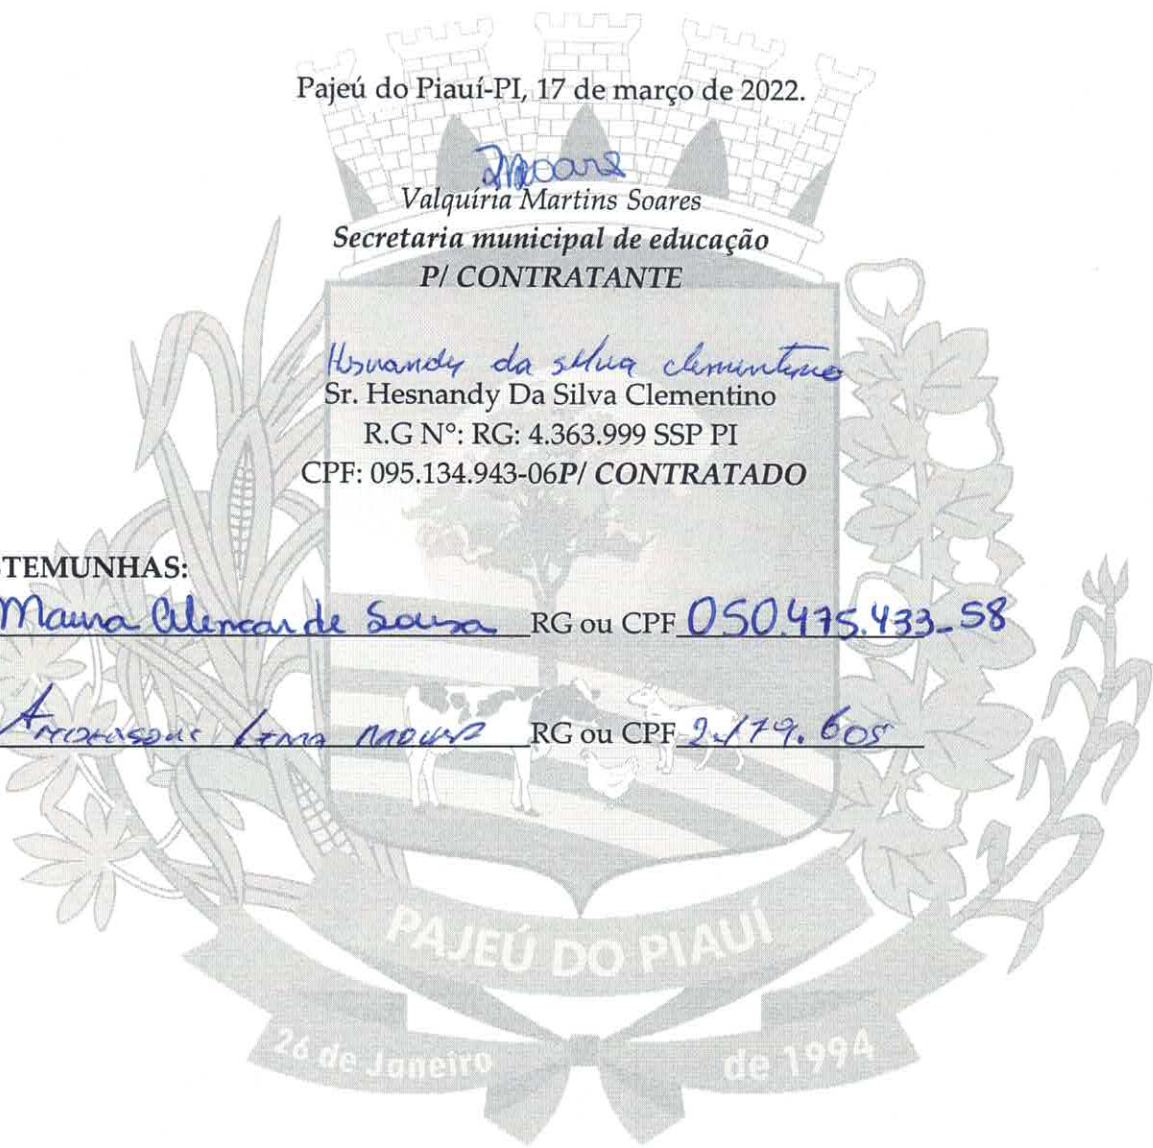 Pajeú do Piauí-PI, 17 de março de 2022.
Valquíria Martins Soares
Secretaria municipal de educação
P/ CONTRATANTE
Hesnandy da silva clementino
Sr. Hesnandy Da Silva Clementino
R.G N°: RG: 4.363.999 SSP PI
CPF: 095.134.943-06P/ CONTRATADO
TEMUNHAS:
Maura Alencar de Sousa RG ou CPF 050.475.433-58
Lima RG ou CPF 2.179.605
PAJEÚ DO PIAUÍ
26 de Janeiro de 1994